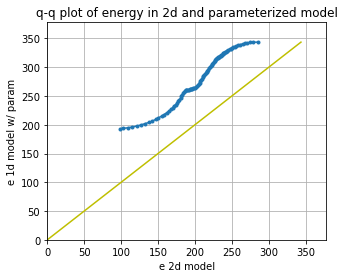 q-q plot of energy in 2d and parameterized model
350
300
250
200
150
100
50
0
e 1d model w/ param
0 50 100 150 200 250 300 350
e 2d model